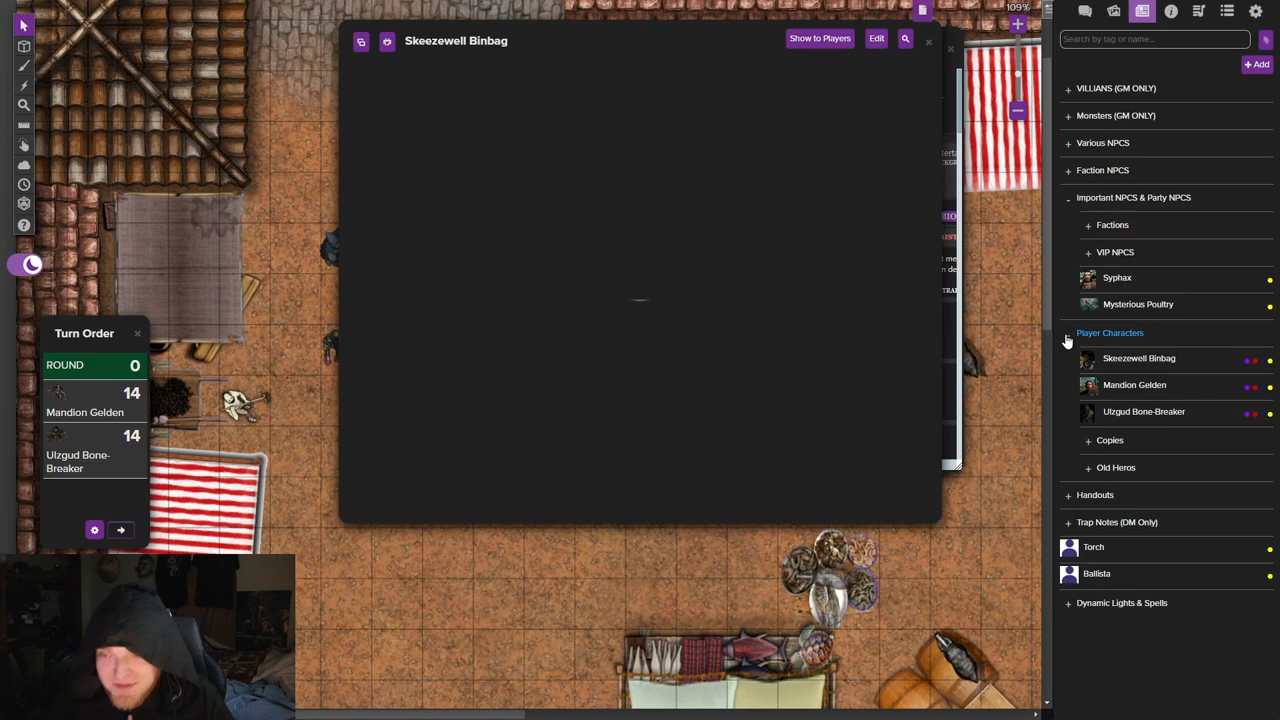 109%
Skeezewell Binbag
Show to Players
Edit
Search by tag or name...
+ Add
VILLIANS (GM ONLY)
Monsters (GM ONLY)
Various NPCS
Faction NPCS
Important NPCS & Party NPCS
Factions
VIP NPCS
Syphax
Mysterious Poultry
Player Characters
Skeezewell Binbag
Mandion Gelden
Ulzgud Bone-Breaker
Copies
Old Heros
Handouts
Trap Notes (DM Only)
Torch
Ballista
Dynamic Lights & Spells
Turn Order
ROUND 0
14
Mandion Gelden
14
Ulzgud Bone-
Breaker